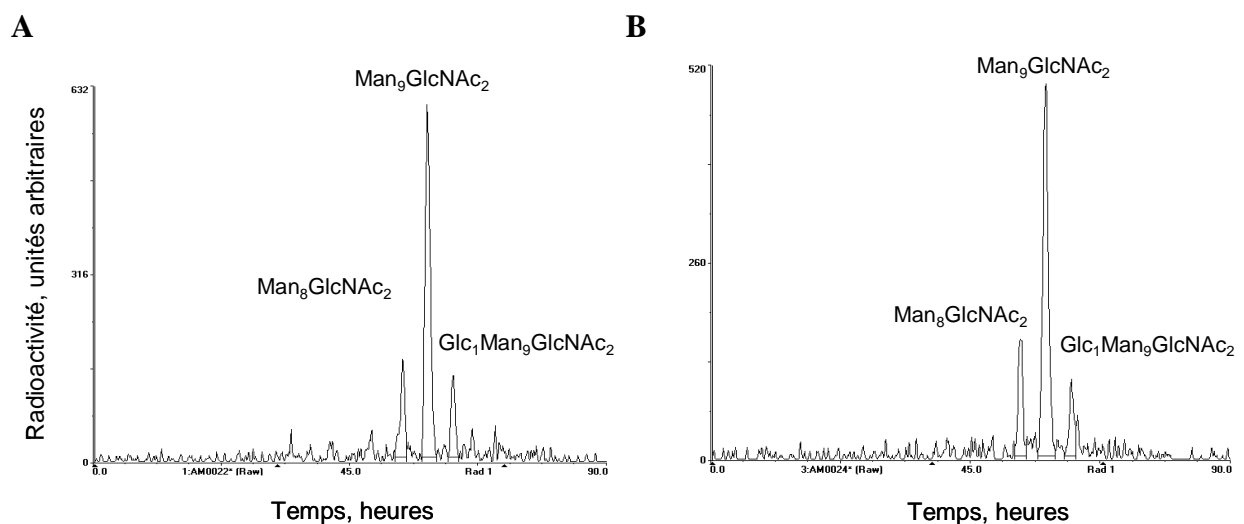 A
B
Man₉GlcNAc₂
Man₉GlcNAc₂
632
520
Radioactivité, unités arbitraires
316
260
Man₈GlcNAc₂
Man₈GlcNAc₂
Glc₁Man₉GlcNAc₂
Glc₁Man₉GlcNAc₂
0
0
0.0 1:AM0022* (Raw) 45.0 Rad 1 90.0
0.0 3:AM0024* (Raw) 45.0 Rad 1 90.0
Temps, heures
Temps, heures